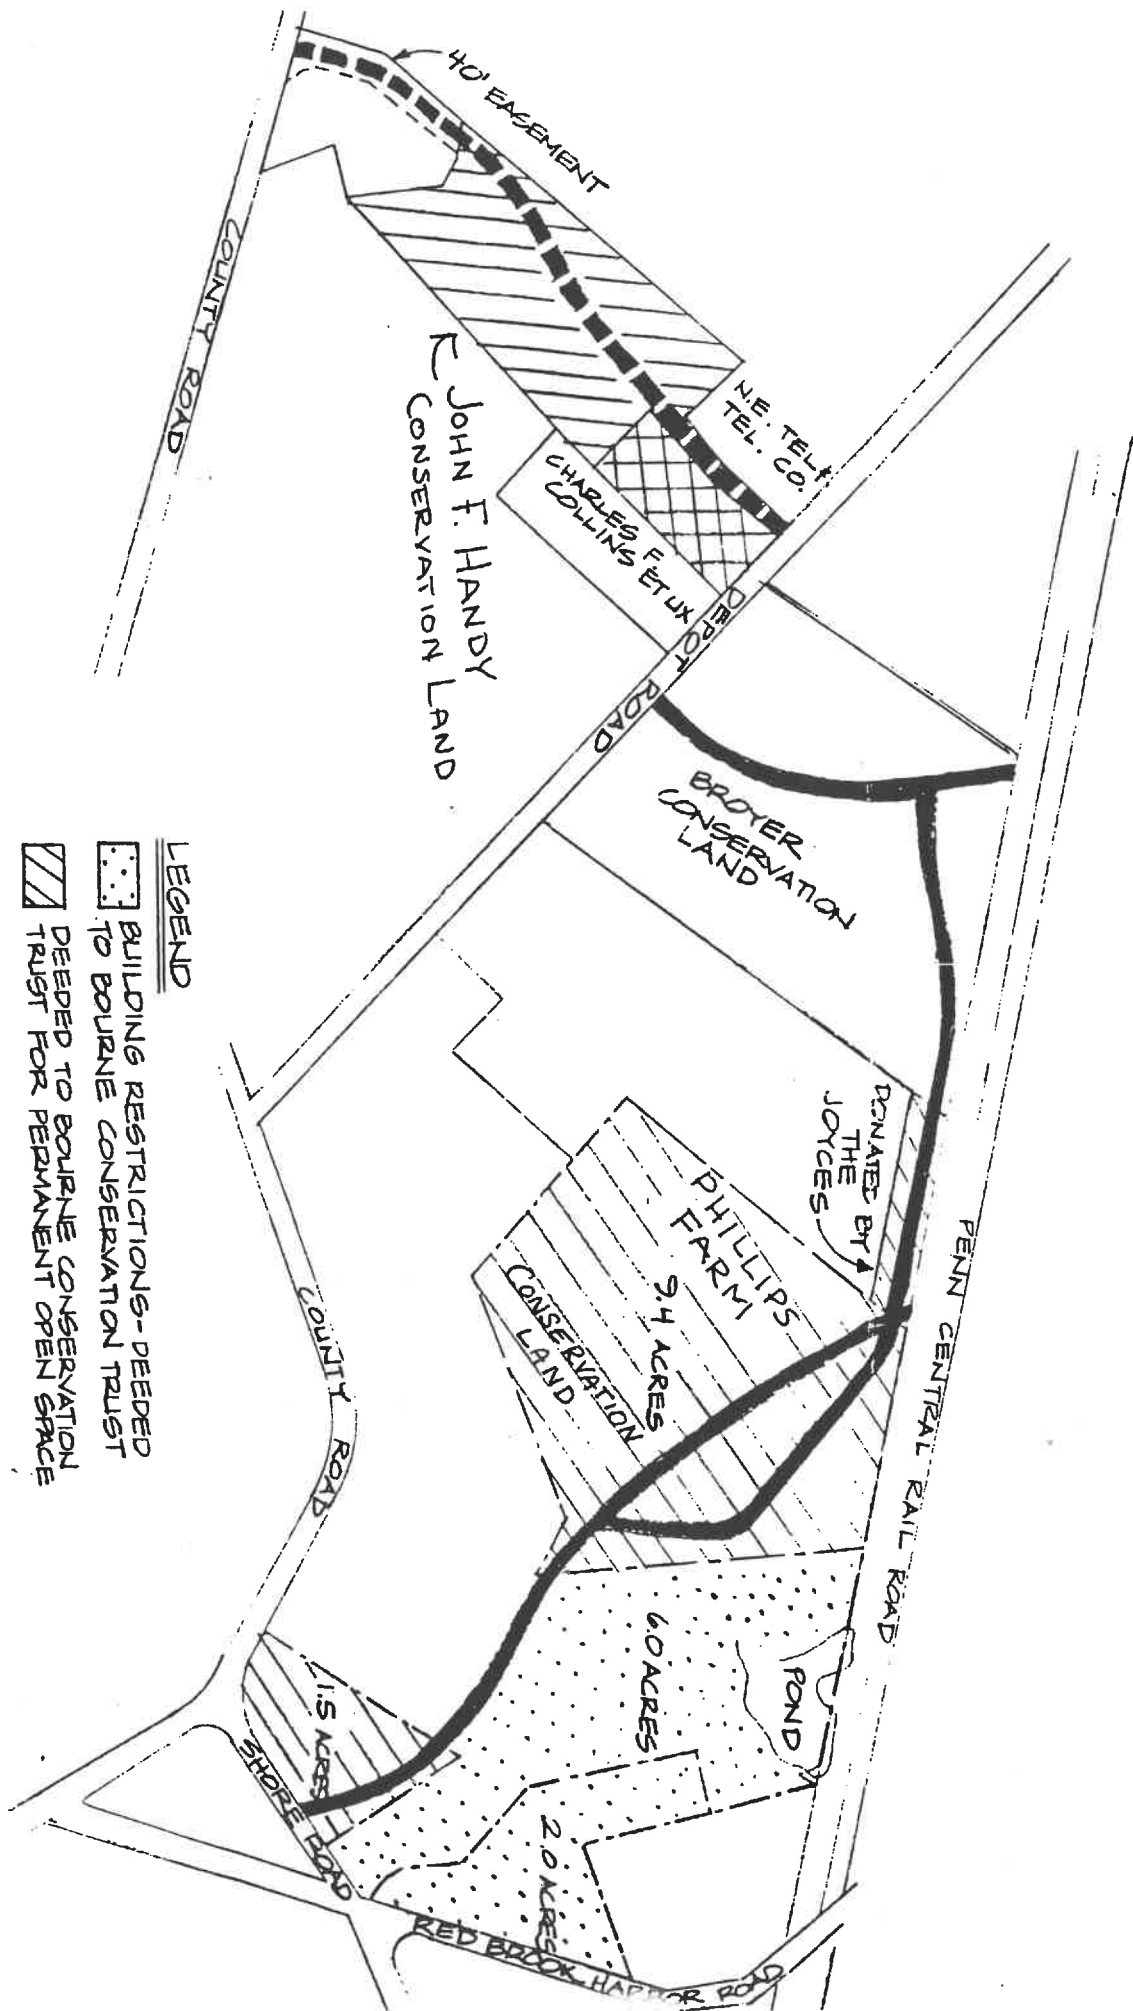 40' EASEMENT
COUNTY ROAD
N.E. TEL &
TEL. CO.
CHARLES F.
COLLINS ET UX
JOHN F. HANDY
CONSERVATION LAND
DEPOT ROAD
BROYER
CONSERVATION
LAND
DONATED BY
THE
JOYCES
PENN CENTRAL RAIL ROAD
PHILLIPS
FARM
9.4 ACRES
CONSERVATION
LAND
COUNTY ROAD
POND
6.0 ACRES
1.5 ACRES
2.0 ACRES
SHORE ROAD
RED BROOK HARBOR ROAD
LEGEND
BUILDING RESTRICTIONS-DEEDED
TO BOURNE CONSERVATION TRUST
DEEDED TO BOURNE CONSERVATION
TRUST FOR PERMANENT OPEN SPACE